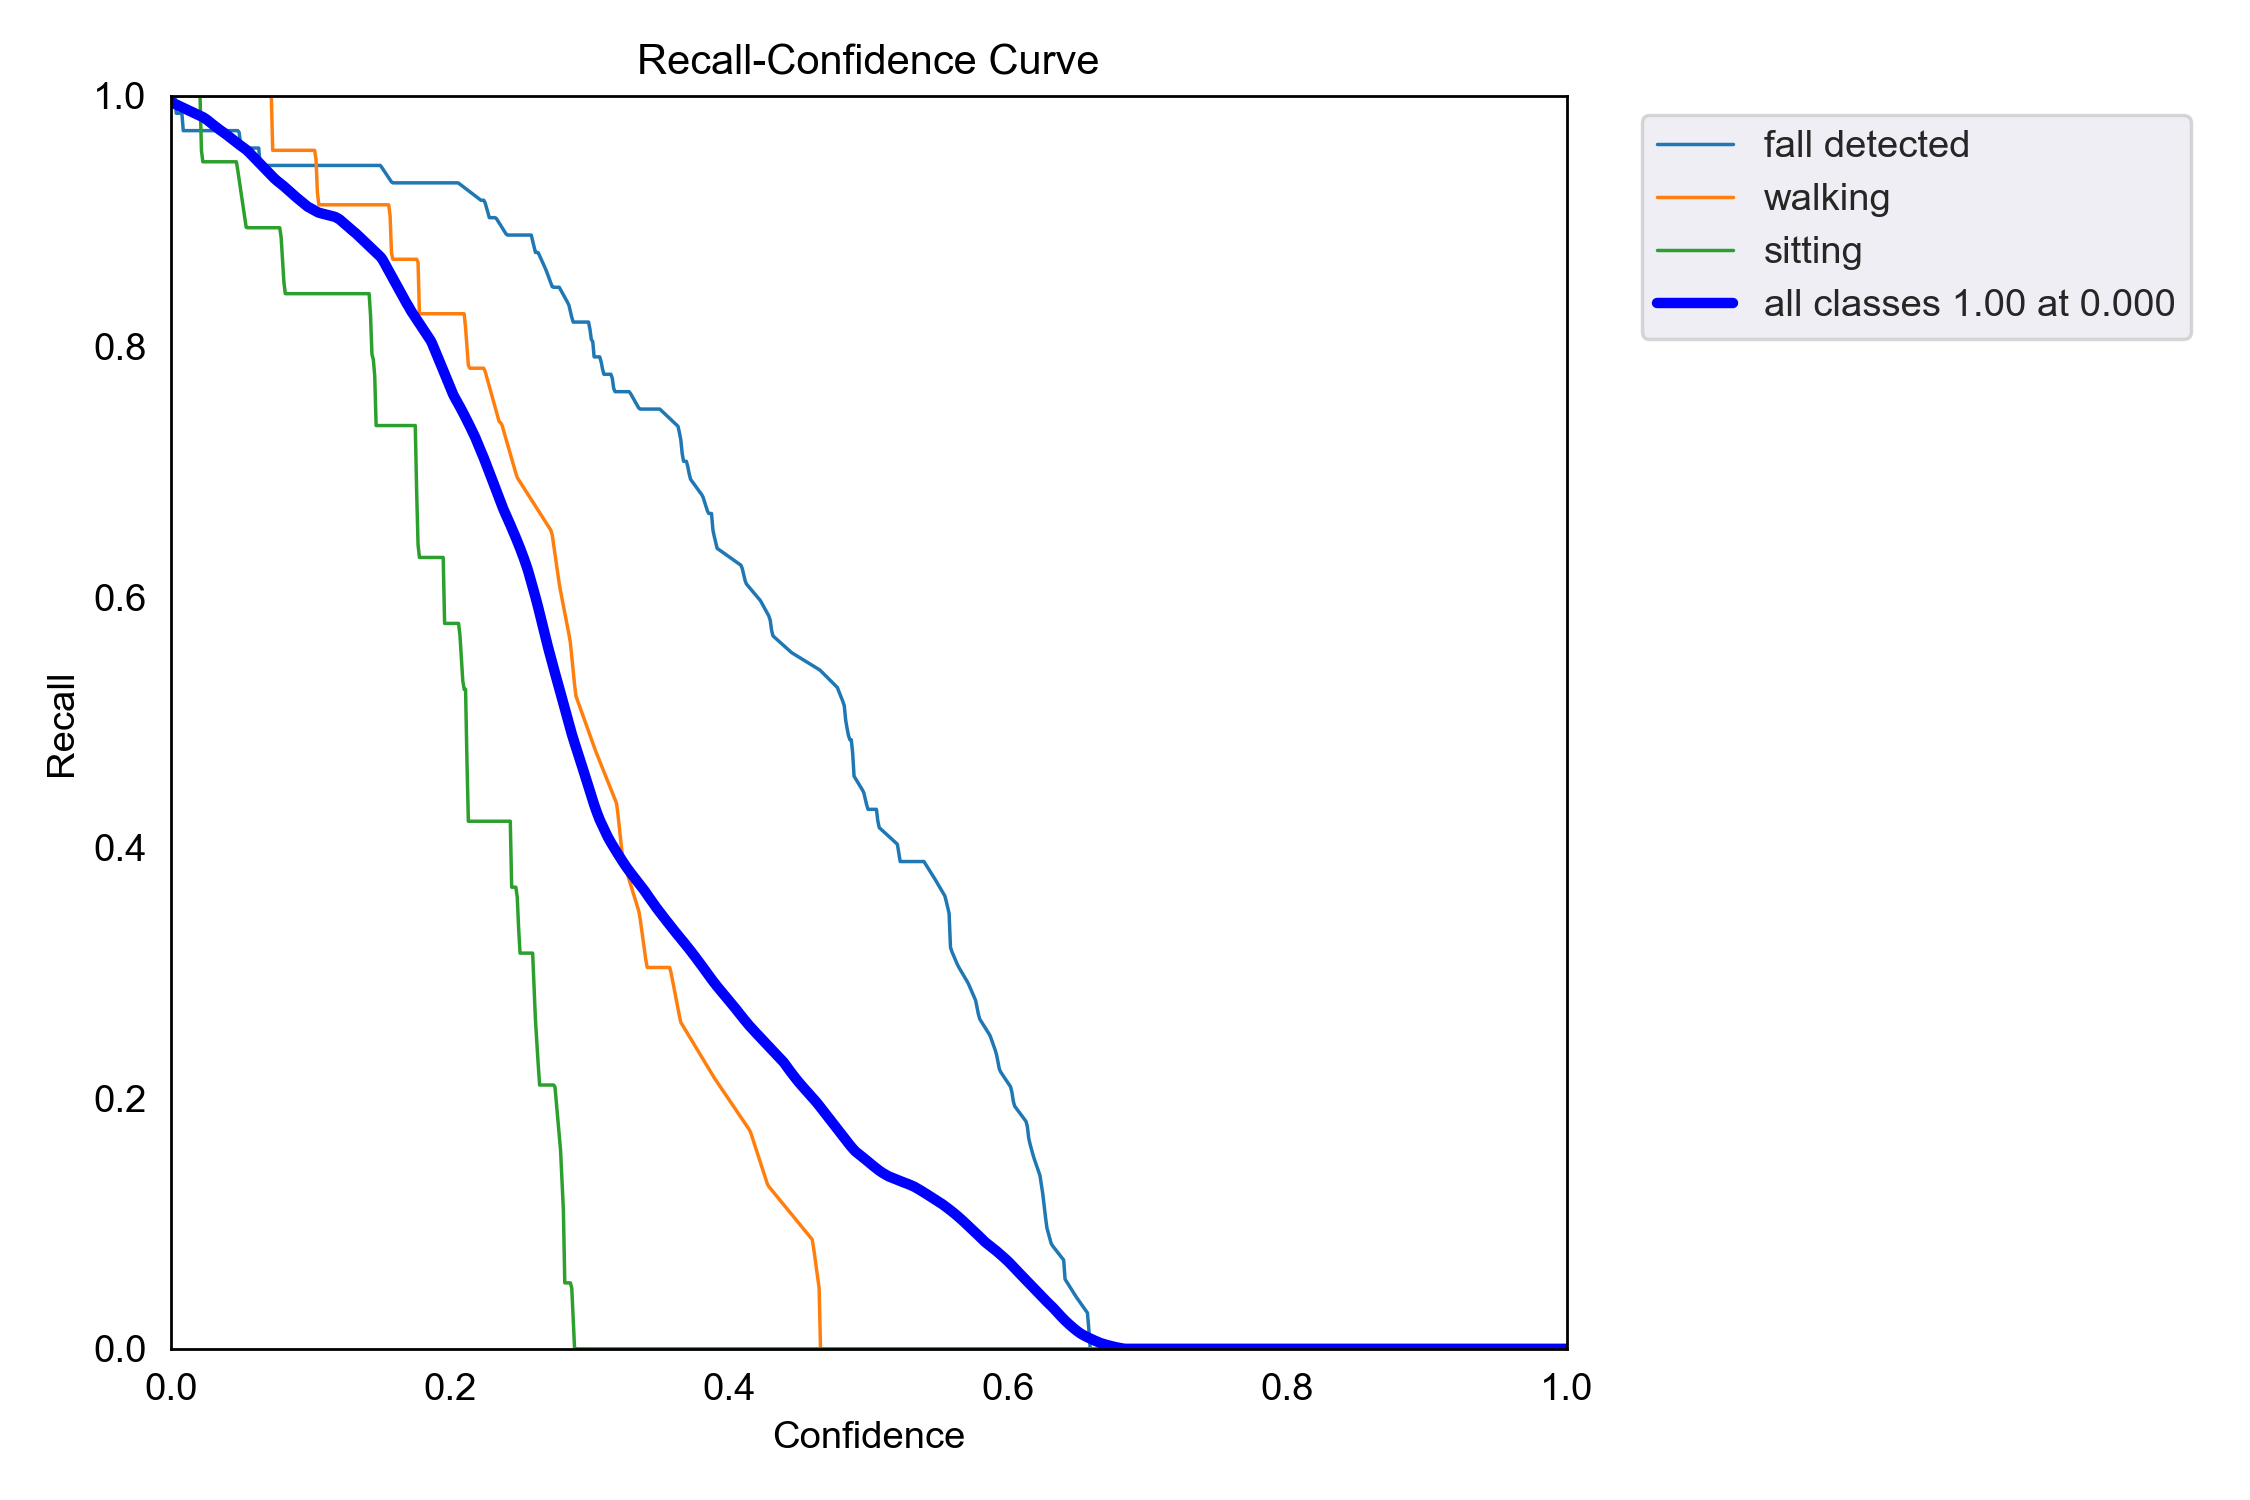 Recall-Confidence Curve
1.0
0.8
0.6
0.4
0.2
0.0
Recall
0.0 0.2 0.4 0.6 0.8 1.0
Confidence
fall detected
walking
sitting
all classes 1.00 at 0.000